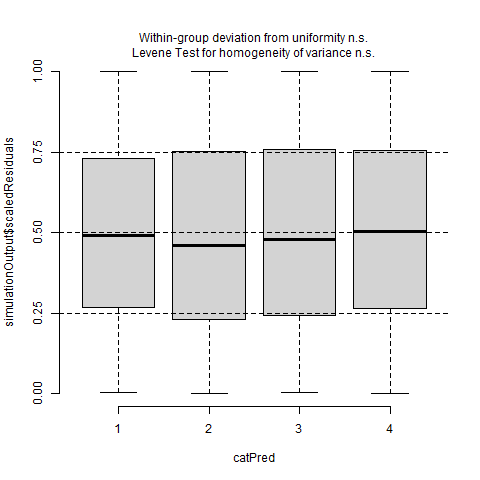 Within-group deviation from uniformity n.s.
Levene Test for homogeneity of variance n.s.
simulationOutput$scaledResiduals
1.00
0.75
0.50
0.25
0.00
1 2 3 4
catPred